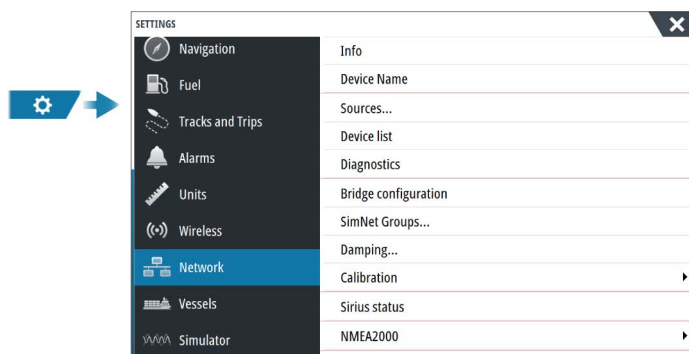 SETTINGS
Navigation
Fuel
Tracks and Trips
Alarms
Units
Wireless
Network
Vessels
Simulator
Info
Device Name
Sources...
Device list
Diagnostics
Bridge configuration
SimNet Groups...
Damping...
Calibration
Sirius status
NMEA2000